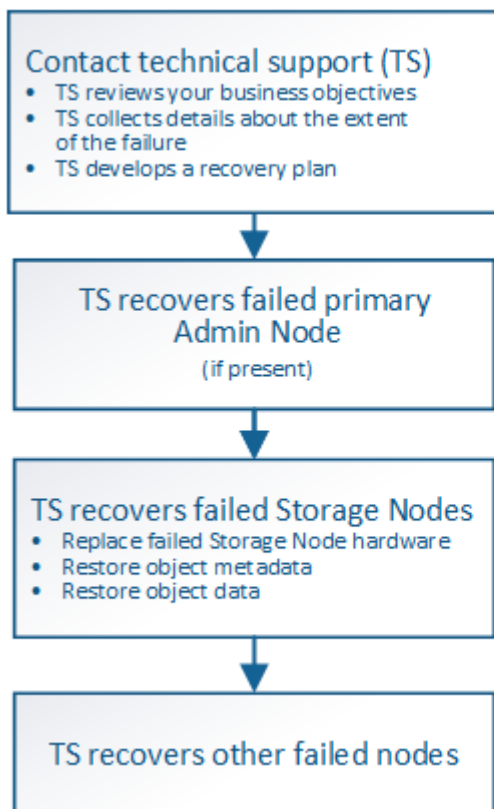 Contact technical support (TS)
• TS reviews your business objectives
• TS collects details about the extent
of the failure
• TS develops a recovery plan
TS recovers failed primary
Admin Node
(if present)
TS recovers failed Storage Nodes
• Replace failed Storage Node hardware
• Restore object metadata
• Restore object data
TS recovers other failed nodes